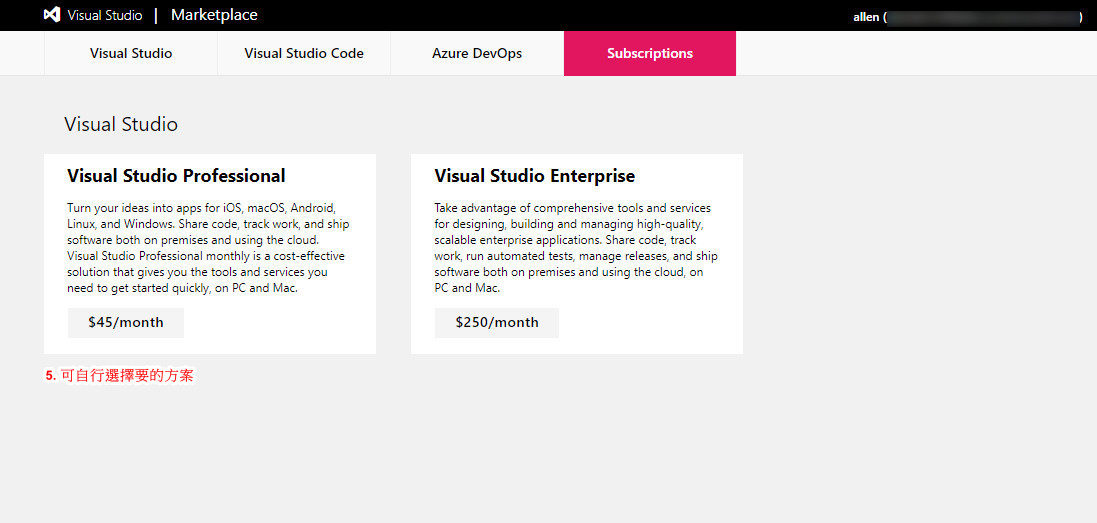 Visual Studio | Marketplace
allen ( )
Visual Studio
Visual Studio Code
Azure DevOps
Subscriptions
Visual Studio
Visual Studio Professional
Turn your ideas into apps for iOS, macOS, Android,
Linux, and Windows. Share code, track work, and ship
software both on premises and using the cloud.
Visual Studio Professional monthly is a cost-effective
solution that gives you the tools and services you
need to get started quickly, on PC and Mac.
$45/month
Visual Studio Enterprise
Take advantage of comprehensive tools and services
for designing, building and managing high-quality,
scalable enterprise applications. Share code, track
work, run automated tests, manage releases, and ship
software both on premises and using the cloud, on
PC and Mac.
$250/month
5. 可自行選擇要的方案